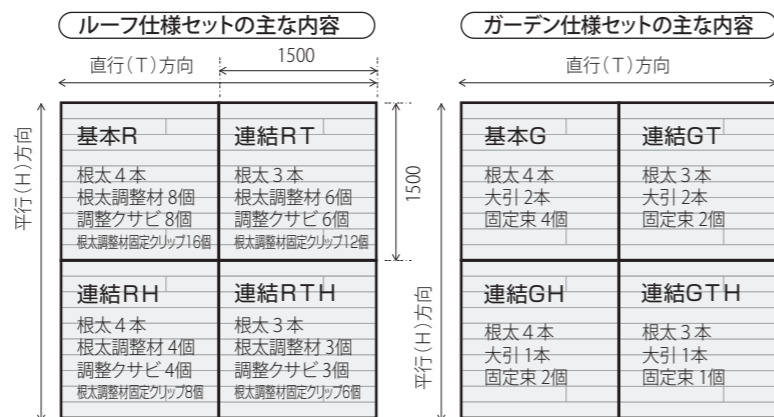 ルーフ仕様セットの主な内容
直行(T)方向
1500
平行(H)方向
1500
基本R
根太4本
根太調整材8個
調整クサビ8個
根太調整材固定クリップ16個
連結RT
根太3本
根太調整材6個
調整クサビ6個
根太調整材固定クリップ12個
連結RH
根太4本
根太調整材4個
調整クサビ4個
根太調整材固定クリップ8個
連結RTH
根太3本
根太調整材3個
調整クサビ3個
根太調整材固定クリップ6個
ガーデン仕様セットの主な内容
直行(T)方向
平行(H)方向
基本G
根太4本
大引2本
固定束4個
連結GT
根太3本
大引2本
固定束2個
連結GH
根太4本
大引1本
固定束2個
連結GTH
根太3本
大引1本
固定束1個